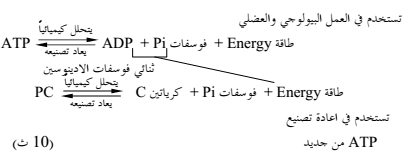 تستخدم في العمل البيولوجي والعضلي
يتحلل كيميائياً
ATP ADP + Pi فوسفات + Energy طاقة
يعاد تصنيعه
ثنائي فوسفات الادينوسين
يتحلل كيميائياً
PC C كرياتين + Pi فوسفات + Energy طاقة
يعاد تصنيعه
تستخدم في اعادة تصنيع
ATP من جديد (10 ث)